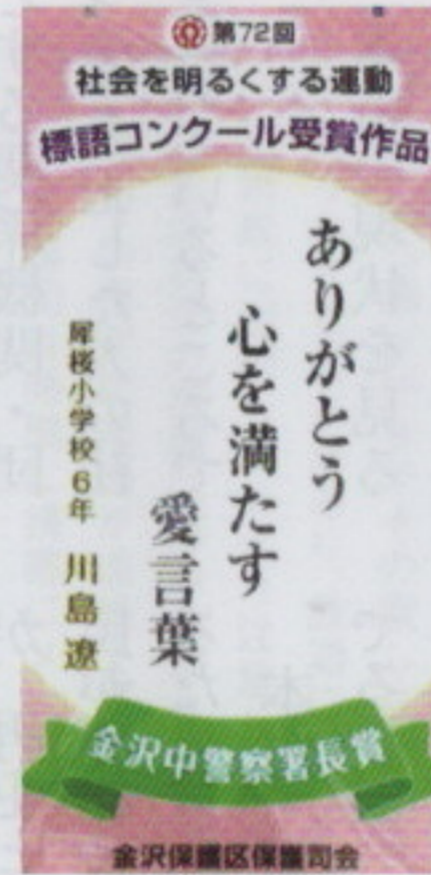 第72回
社会を明るくする運動
標語コンクール受賞作品
ありがとう
心を満たす
愛言葉
犀桜小学校6年 川島遼
金沢中警察署長賞
金沢保護区保護司会